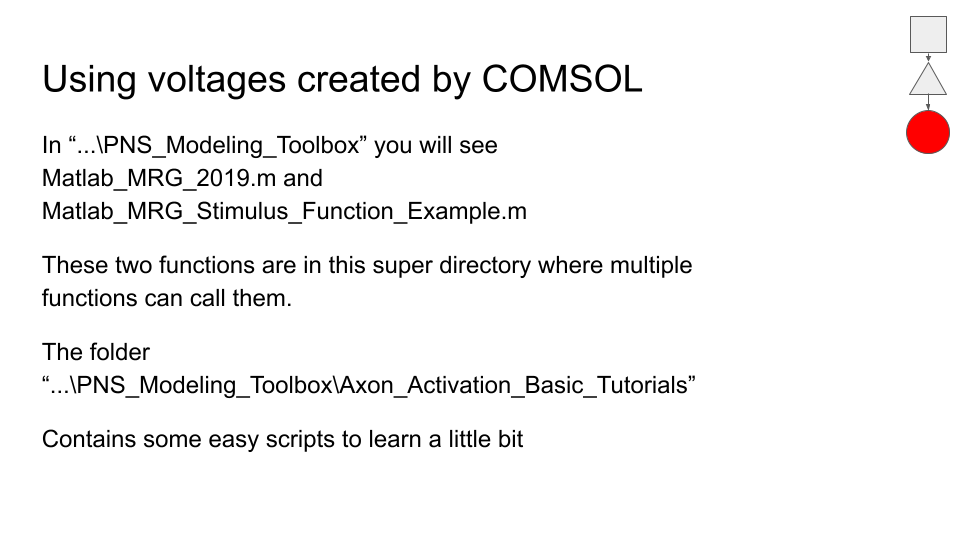 Using voltages created by COMSOL
In “...\PNS_Modeling_Toolbox” you will see
Matlab_MRG_2019.m and
Matlab_MRG_Stimulus_Function_Example.m
These two functions are in this super directory where multiple
functions can call them.
The folder
“...\PNS_Modeling_Toolbox\Axon_Activation_Basic_Tutorials”
Contains some easy scripts to learn a little bit